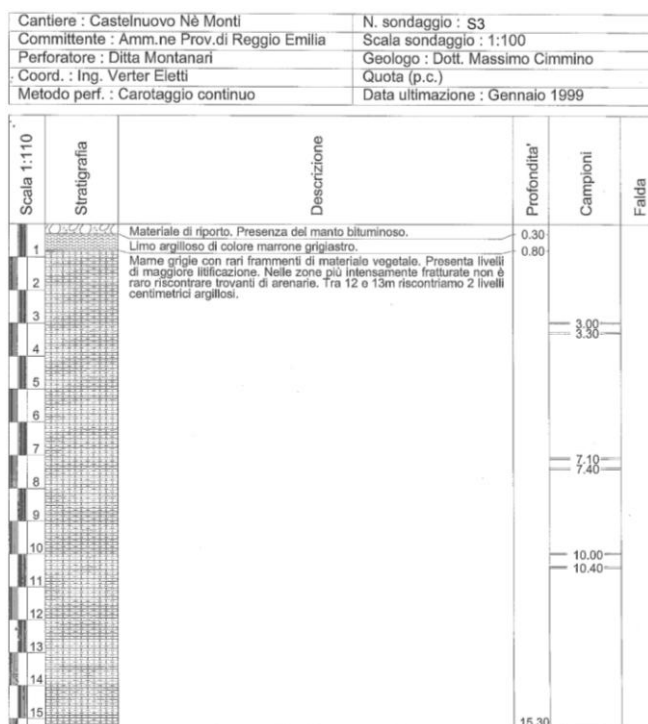 Cantiere : Castelnuovo Nè Monti
N. sondaggio : S3
Committente : Amm.ne Prov.di Reggio Emilia
Scala sondaggio : 1:100
Perforatore : Ditta Montanari
Geologo : Dott. Massimo Cimmino
Coord. : Ing. Verter Eletti
Quota (p.c.)
Metodo perf. : Carotaggio continuo
Data ultimazione : Gennaio 1999
Scala 1:110
Stratigrafia
Descrizione
Profondita'
Campioni
Falda
Materiale di riporto. Presenza del manto bituminoso.
0.30
Limo argilloso di colore marrone grigiastro.
0.80
1
Marne grigie con rari frammenti di materiale vegetale. Presenta livelli
di maggiore litificazione. Nelle zone più intensamente fratturate non è
raro riscontrare trovanti di arenarie. Tra 12 e 13m riscontriamo 2 livelli
centimetrici argillosi.
2
3
3.00
3.30
4
5
6
7
7.10
7.40
8
9
10
10.00
10.40
11
12
13
14
15
15.30